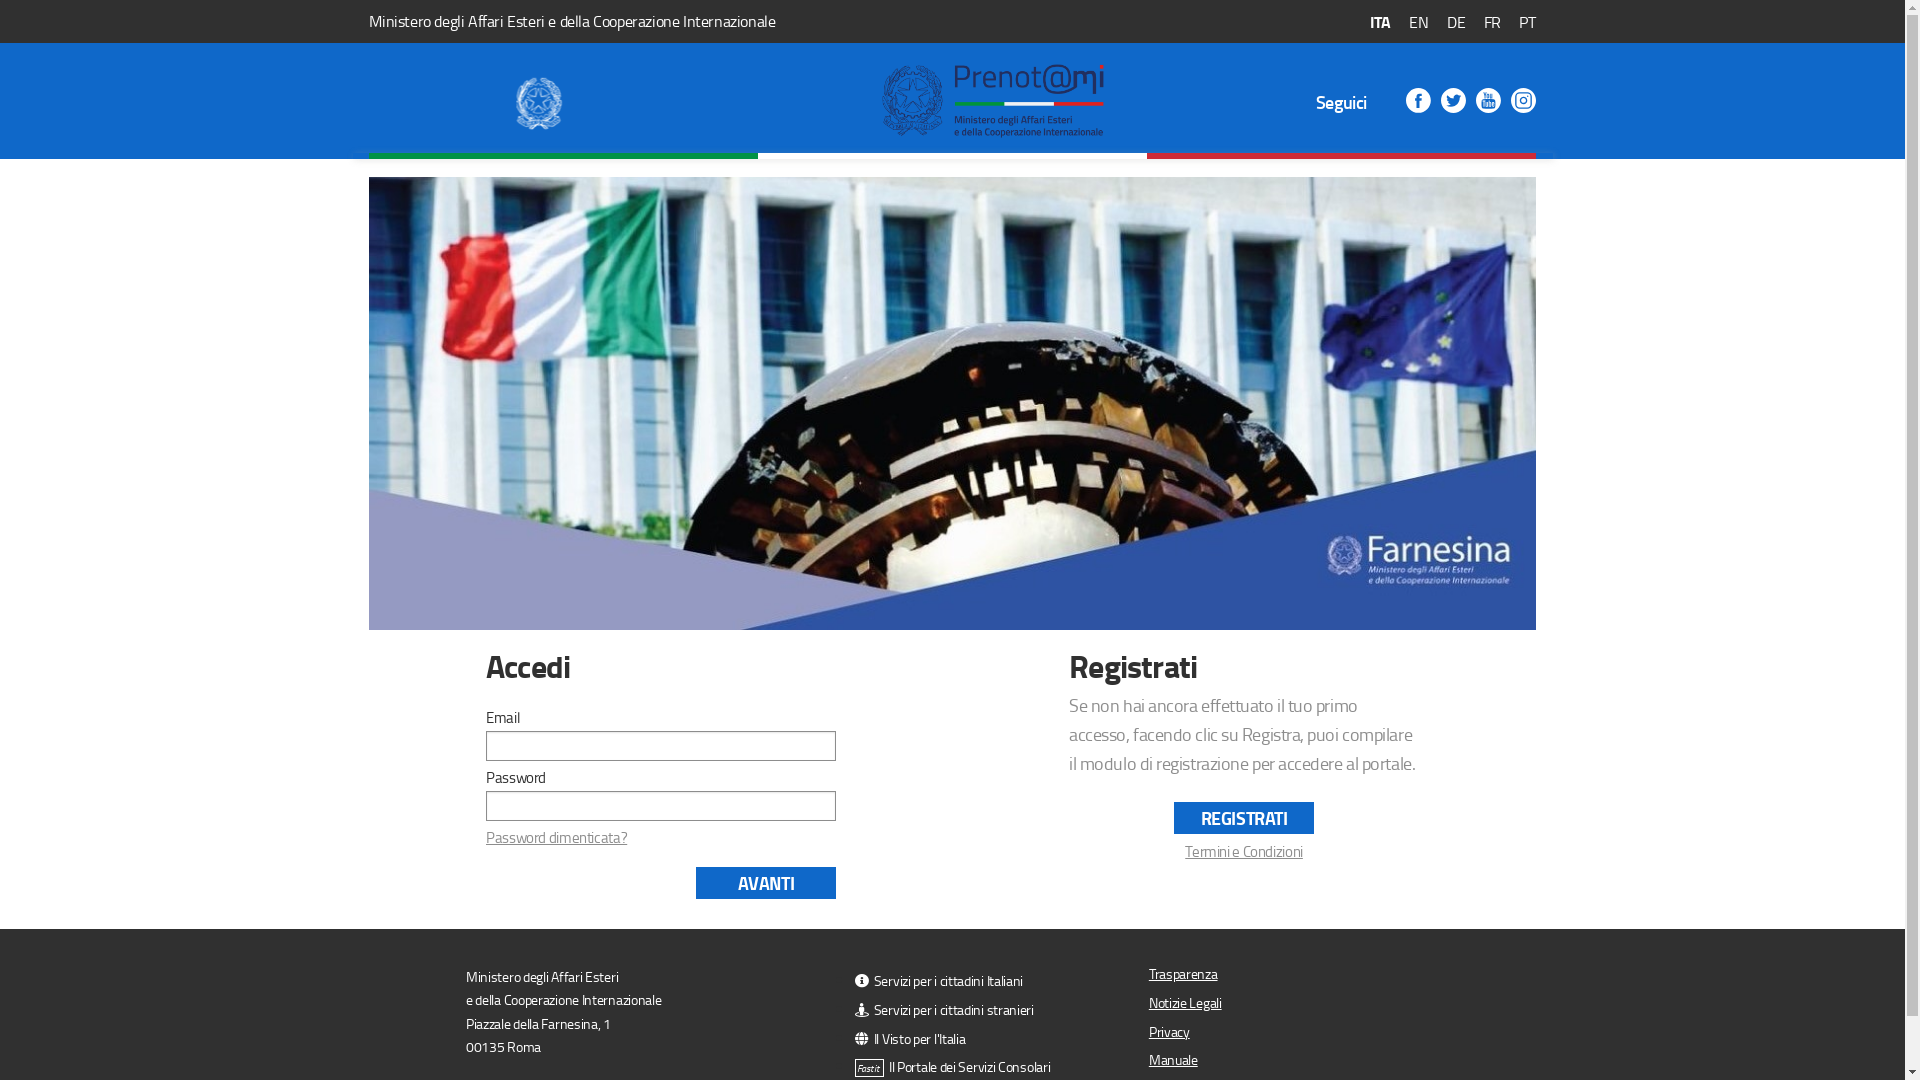 Ministero degli Affari Esteri e della Cooperazione Internazionale
ITA EN DE FR PT
Prenot@mi
Ministero degli Affari Esteri
e della Cooperazione Internazionale
Seguici
You
Tube
Farnesina
Ministero degli Affari Esteri
e della Cooperazione Internazionale
Accedi
Email
Password
Password dimenticata?
AVANTI
Registrati
Se non hai ancora effettuato il tuo primo
accesso, facendo clic su Registra, puoi compilare
il modulo di registrazione per accedere al portale.
REGISTRATI
Termini e Condizioni
Ministero degli Affari Esteri
e della Cooperazione Internazionale
Piazzale della Farnesina, 1
00135 Roma
Servizi per i cittadini Italiani
Servizi per i cittadini stranieri
Il Visto per l'Italia
Fastit Il Portale dei Servizi Consolari
Trasparenza
Notizie Legali
Privacy
Manuale